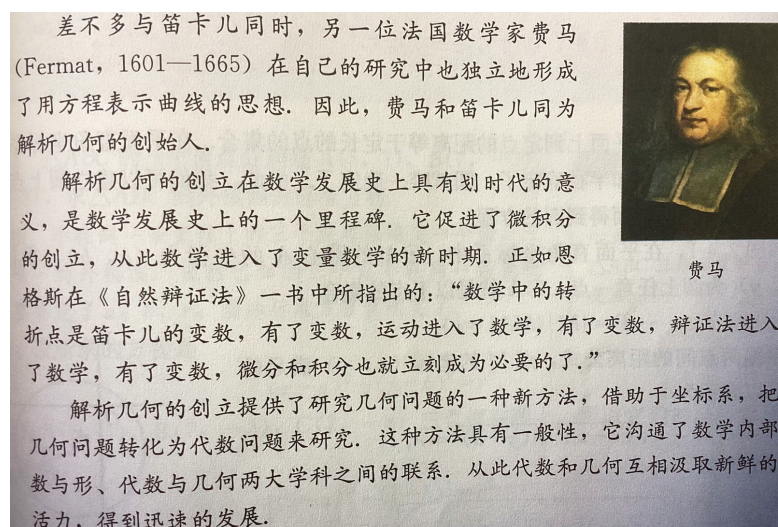 差不多与笛卡儿同时，另一位法国数学家费马
(Fermat，1601—1665) 在自己的研究中也独立地形成
了用方程表示曲线的思想．因此，费马和笛卡儿同为
解析几何的创始人．
解析几何的创立在数学发展史上具有划时代的意
义，是数学发展史上的一个里程碑．它促进了微积分
的创立，从此数学进入了变量数学的新时期．正如恩
格斯在《自然辩证法》一书中所指出的：“数学中的转
折点是笛卡儿的变数，有了变数，运动进入了数学，有了变数，辩证法进入
了数学，有了变数，微分和积分也就立刻成为必要的了．”
解析几何的创立提供了研究几何问题的一种新方法，借助于坐标系，把
几何问题转化为代数问题来研究．这种方法具有一般性，它沟通了数学内部
数与形、代数与几何两大学科之间的联系．从此代数和几何互相汲取新鲜的
活力，得到迅速的发展．
费马